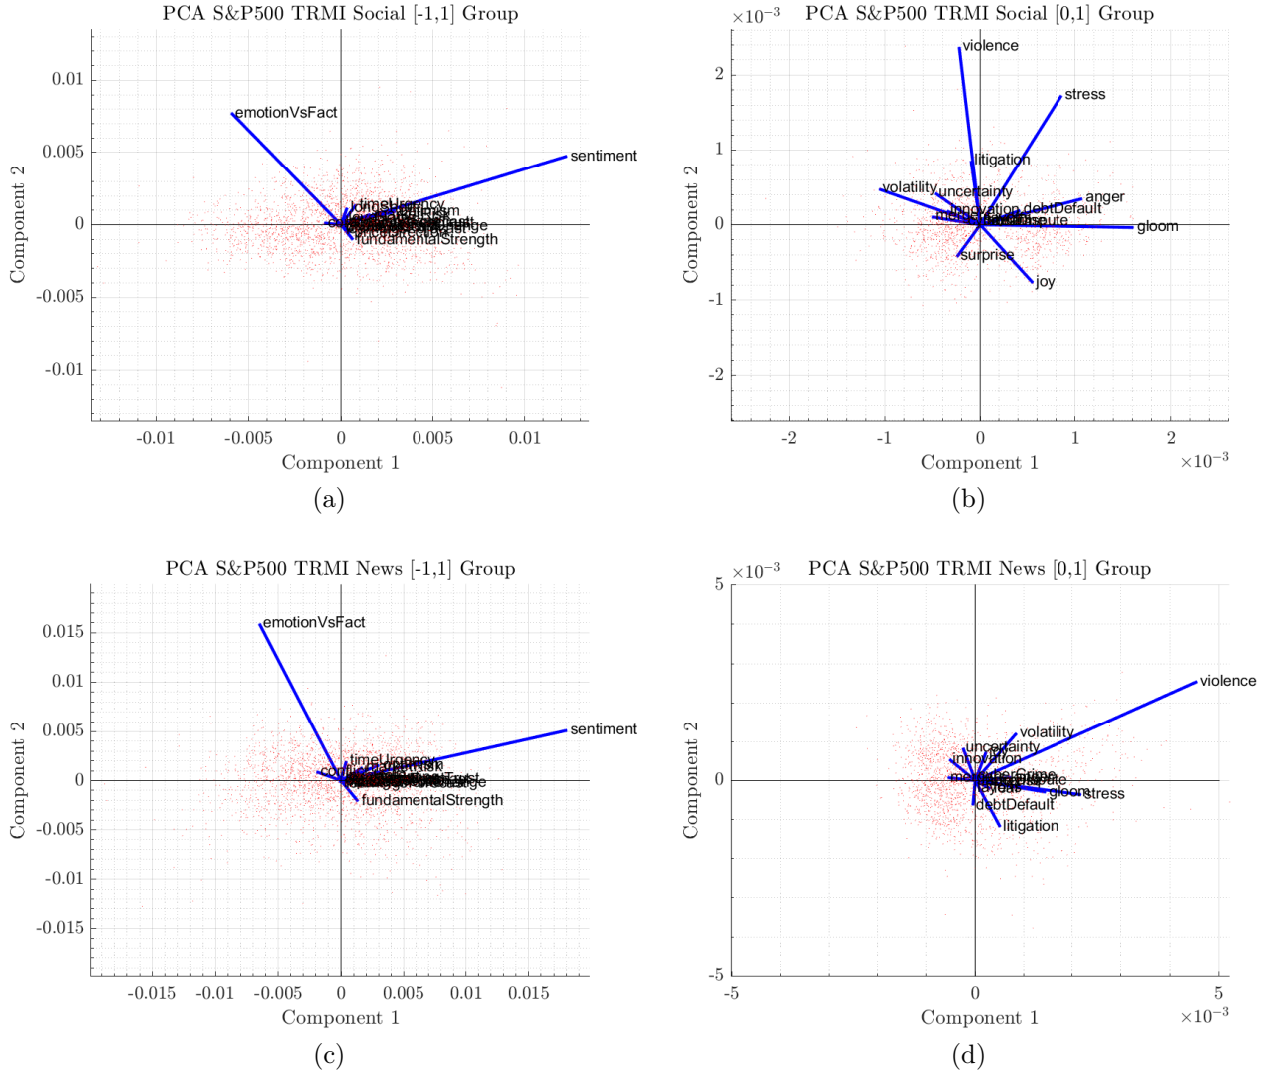 PCA S&P500 TRMI Social [-1,1] Group
0.01
0.005
0
-0.005
-0.01
Component 2
emotionVsFact
sentiment
timeUrgency
fundamentalStrength
-0.01 -0.005 0 0.005 0.01
Component 1
(a)
×10⁻³ PCA S&P500 TRMI Social [0,1] Group
2
1
0
-1
-2
Component 2
violence
stress
litigation
volatility
uncertainty
anger
innovation
debtDefault
gloom
surprise
joy
-2 -1 0 1 2
Component 1 ×10⁻³
(b)
PCA S&P500 TRMI News [-1,1] Group
0.015
0.01
0.005
0
-0.005
-0.01
-0.015
Component 2
emotionVsFact
sentiment
timeUrgency
fundamentalStrength
-0.015 -0.01 -0.005 0 0.005 0.01 0.015
Component 1
(c)
×10⁻³ PCA S&P500 TRMI News [0,1] Group
5
0
-5
Component 2
violence
volatility
uncertainty
innovation
gloom
stress
debtDefault
litigation
-5 0 5
Component 1 ×10⁻³
(d)